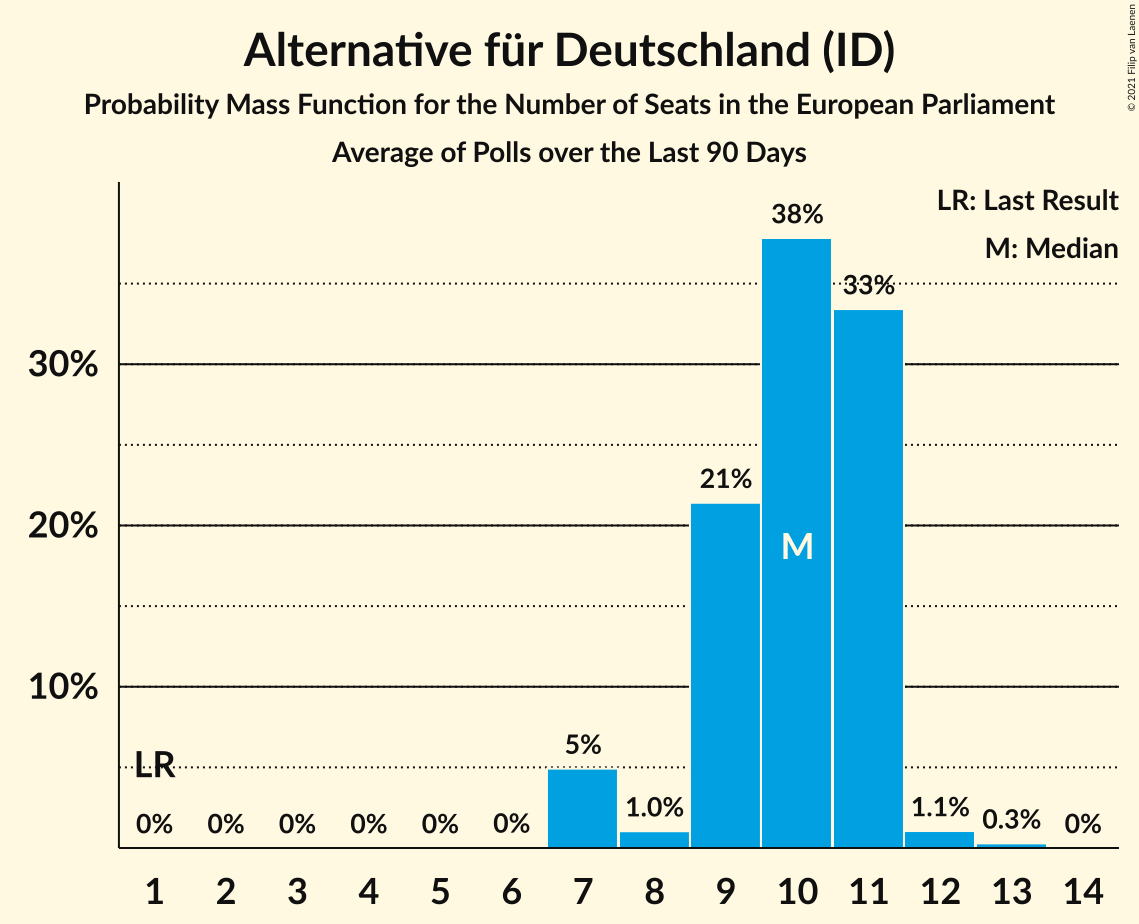 Alternative für Deutschland (ID)
Probability Mass Function for the Number of Seats in the European Parliament
Average of Polls over the Last 90 Days
© 2021 Filip van Laenen
LR: Last Result
M: Median
38%
33%
30%
21%
20%
M
10%
5%
LR
1.0%
1.1%
0.3%
0% 0% 0% 0% 0% 0% 0%
1 2 3 4 5 6 7 8 9 10 11 12 13 14